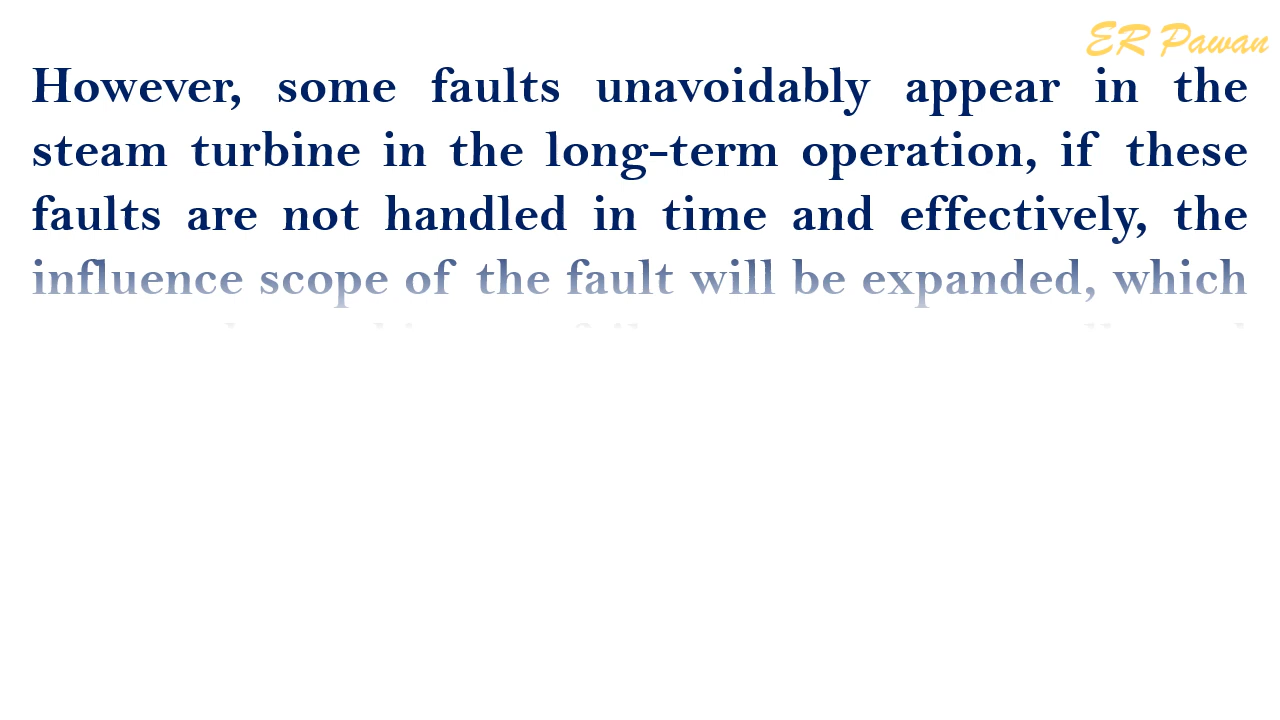 ER Pawan
However, some faults unavoidably appear in the
steam turbine in the long-term operation, if these
faults are not handled in time and effectively, the
influence scope of the fault will be expanded, which